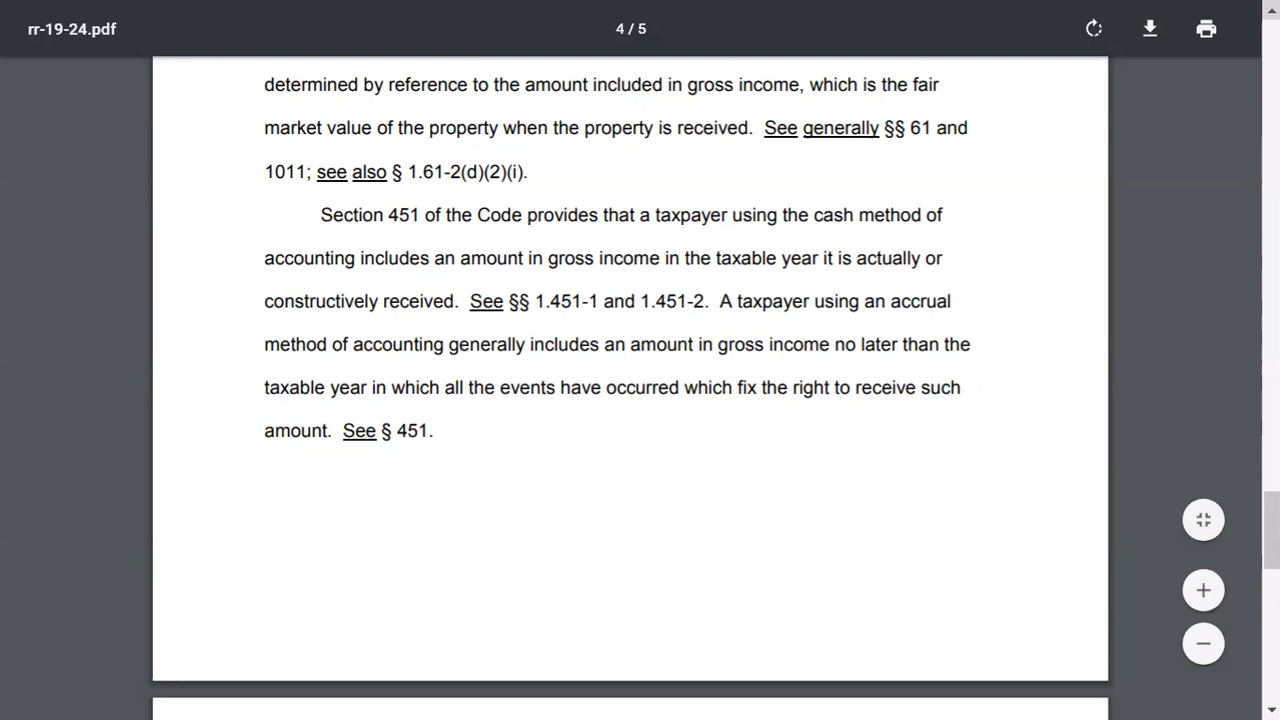 rr-19-24.pdf
4 / 5
determined by reference to the amount included in gross income, which is the fair
market value of the property when the property is received.  See generally §§ 61 and
1011; see also § 1.61-2(d)(2)(i).
Section 451 of the Code provides that a taxpayer using the cash method of
accounting includes an amount in gross income in the taxable year it is actually or
constructively received.  See §§ 1.451-1 and 1.451-2.  A taxpayer using an accrual
method of accounting generally includes an amount in gross income no later than the
taxable year in which all the events have occurred which fix the right to receive such
amount.  See § 451.